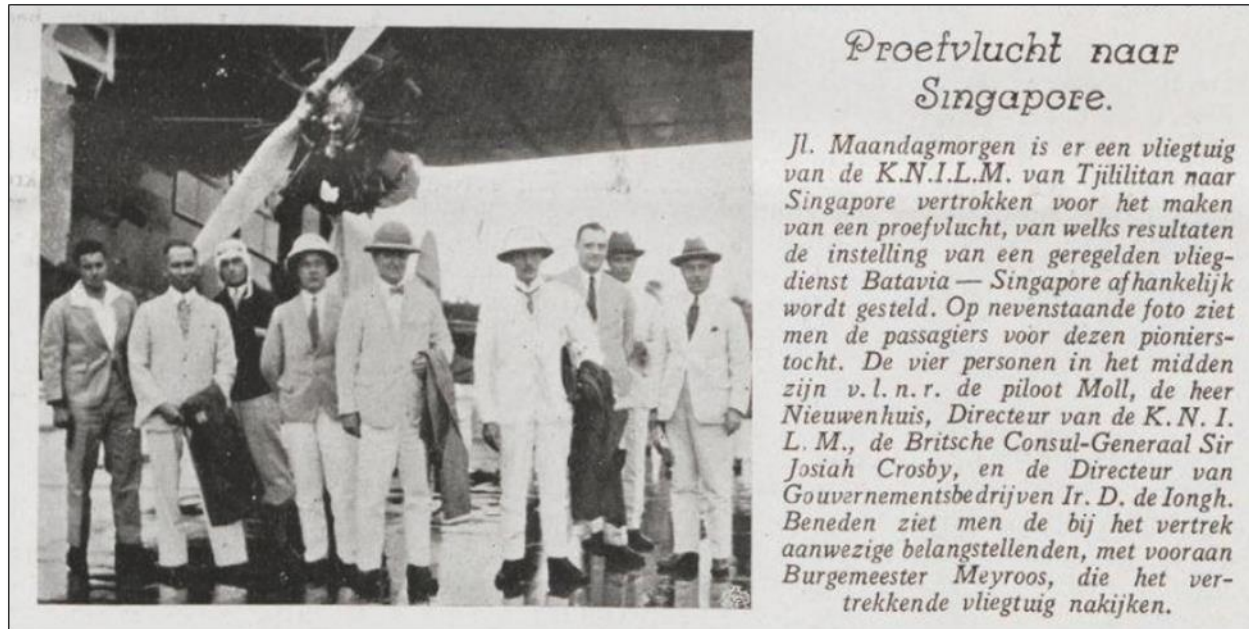 Proefvlucht naar
Singapore.
Jl. Maandagmorgen is er een vliegtuig
van de K.N.I.L.M. van Tjililitan naar
Singapore vertrokken voor het maken
van een proefvlucht, van welks resultaten
de instelling van een geregelden vlieg-
dienst Batavia — Singapore afhankelijk
wordt gesteld. Op nevenstaande foto ziet
men de passagiers voor dezen pioniers-
tocht. De vier personen in het midden
zijn v.l.n.r. de piloot Moll, de heer
Nieuwenhuis, Directeur van de K.N.I.
L.M., de Britsche Consul-Generaal Sir
Josiah Crosby, en de Directeur van
Gouvernementsbedrijven Ir. D. de Iongh.
Beneden ziet men de bij het vertrek
aanwezige belangstellenden, met vooraan
Burgemeester Meyroos, die het ver-
trekkende vliegtuig nakijken.